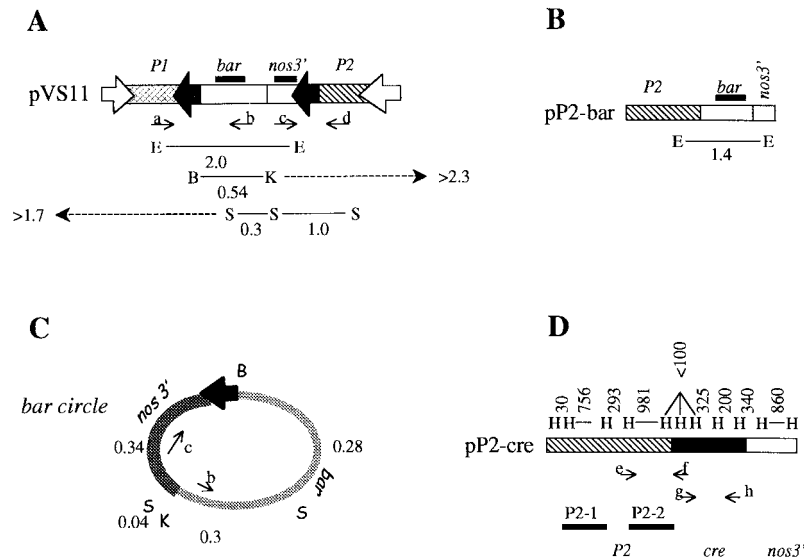 A
P1 bar nos3' P2
pVS11
a b c d
E E
2.0
B K >2.3
0.54
>1.7 S S S
0.3 1.0
B
P2 bar nos3'
pP2-bar
E E
1.4
C
bar circle
B
nos 3'
0.34 c 0.28
b bar
S S
0.04 K
0.3
D
<100
30 756 293 981 325 200 340 860
HH H H H H H H H H H H
pP2-cre
e f
g h
P2-1 P2-2
P2 cre nos3'